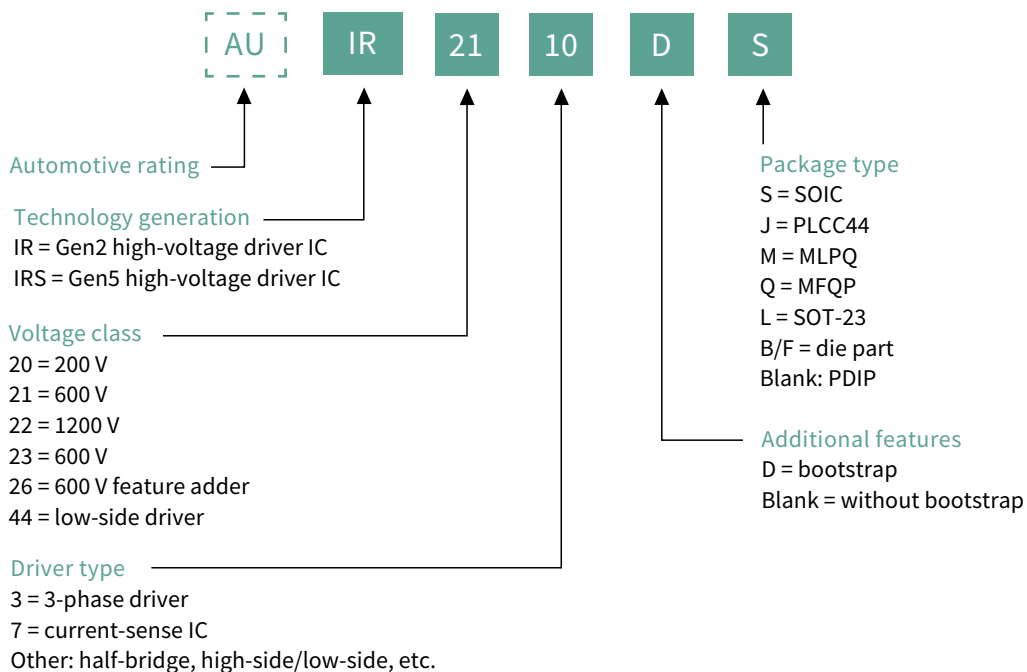 AU IR 21 10 D S
Automotive rating
Technology generation
IR = Gen2 high-voltage driver IC
IRS = Gen5 high-voltage driver IC
Voltage class
20 = 200 V
21 = 600 V
22 = 1200 V
23 = 600 V
26 = 600 V feature adder
44 = low-side driver
Driver type
3 = 3-phase driver
7 = current-sense IC
Other: half-bridge, high-side/low-side, etc.
Package type
S = SOIC
J = PLCC44
M = MLPQ
Q = MFQP
L = SOT-23
B/F = die part
Blank: PDIP
Additional features
D = bootstrap
Blank = without bootstrap